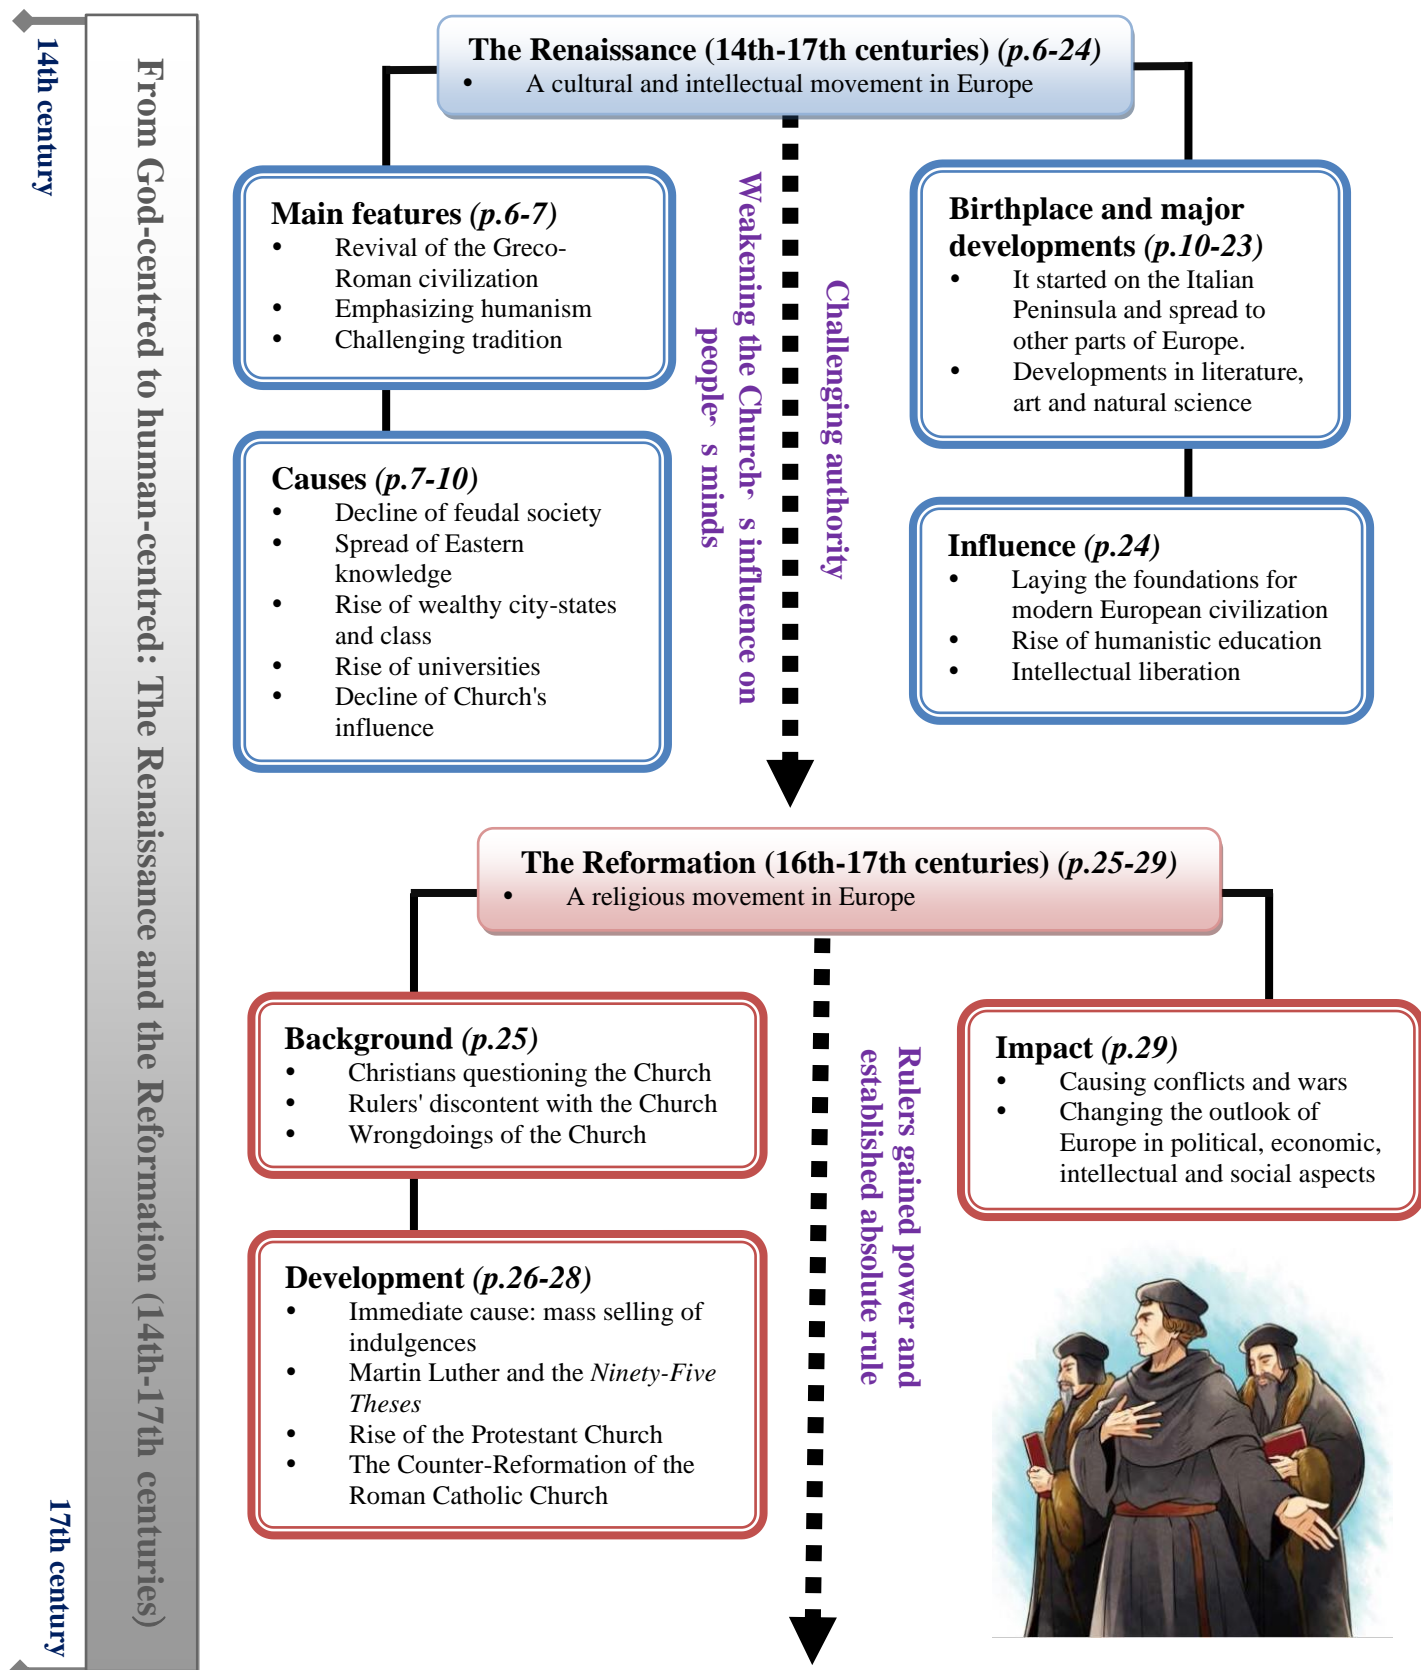 14th century
From God-centred to human-centred: The Renaissance and the Reformation (14th-17th centuries)
17th century
The Renaissance (14th-17th centuries) (p.6-24)
• A cultural and intellectual movement in Europe
Main features (p.6-7)
• Revival of the Greco-
Roman civilization
• Emphasizing humanism
• Challenging tradition
Causes (p.7-10)
• Decline of feudal society
• Spread of Eastern
knowledge
• Rise of wealthy city-states
and class
• Rise of universities
• Decline of Church's
influence
Weakening the Church’s influence on
people’s minds
Challenging authority
Birthplace and major
developments (p.10-23)
• It started on the Italian
Peninsula and spread to
other parts of Europe.
• Developments in literature,
art and natural science
Influence (p.24)
• Laying the foundations for
modern European civilization
• Rise of humanistic education
• Intellectual liberation
The Reformation (16th-17th centuries) (p.25-29)
• A religious movement in Europe
Background (p.25)
• Christians questioning the Church
• Rulers' discontent with the Church
• Wrongdoings of the Church
Development (p.26-28)
• Immediate cause: mass selling of
indulgences
• Martin Luther and the Ninety-Five
Theses
• Rise of the Protestant Church
• The Counter-Reformation of the
Roman Catholic Church
Rulers gained power and
established absolute rule
Impact (p.29)
• Causing conflicts and wars
• Changing the outlook of
Europe in political, economic,
intellectual and social aspects